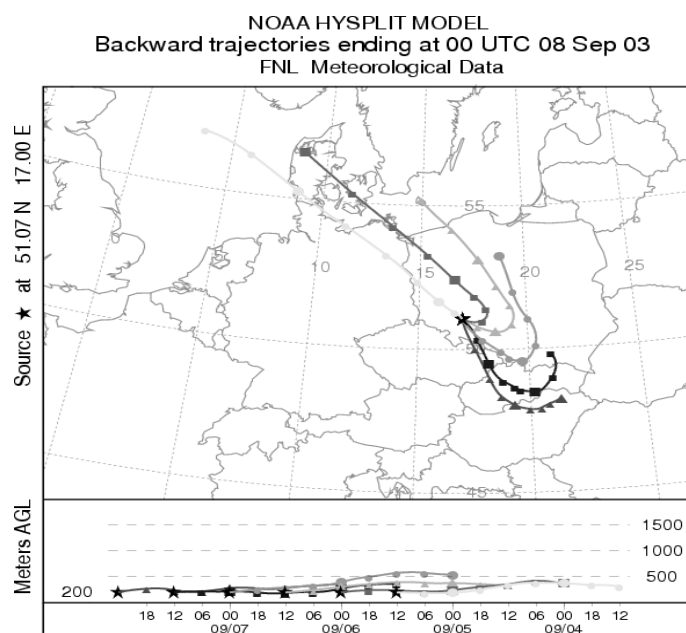 NOAA HYSPLIT MODEL
Backward trajectories ending at 00 UTC 08 Sep 03
FNL Meteorological Data
Source ★ at 51.07 N 17.00 E
55
10
15
20
25
45
Meters AGL
1500
1000
500
200
18 12 06 00 18 12 06 00 18 12 06 00 18 12 06 00 18 12
09/07 09/06 09/05 09/04